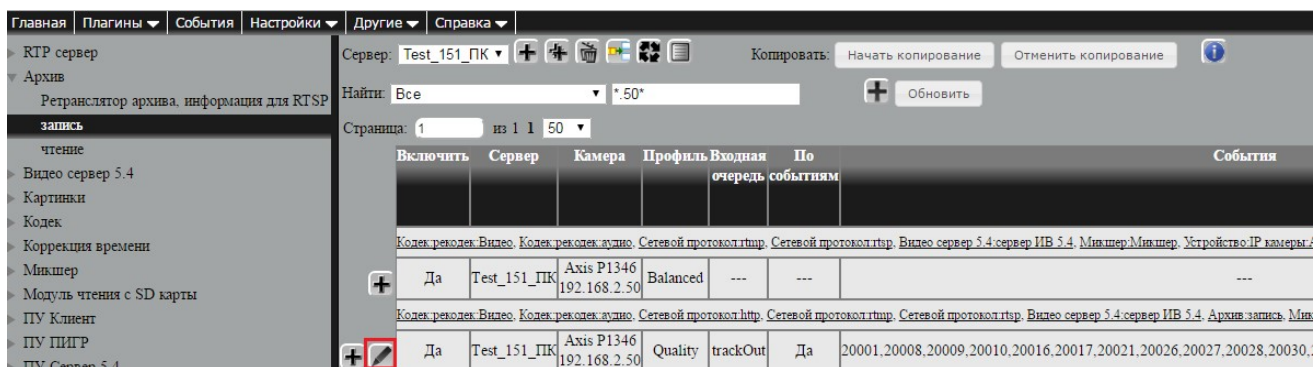 Главная Плагины События Настройки Другие Справка
RTP сервер
Архив
Ретранслятор архива, информация для RTSP
запись
чтение
Видео сервер 5.4
Картинки
Кодек
Коррекция времени
Микшер
Модуль чтения с SD карты
ПУ Клиент
ПУ ПИГР
ПУ Сервер 5.4
Сервер: Test_151_ПК Копировать: Начать копирование Отменить копирование
Найти: Все *.50* Обновить
Страница: 1 из 1 1 50
Включить Сервер Камера Профиль Входная очередь По событиям События
Кодек:рекодек:Видео, Кодек:рекодек:аудио, Сетевой протокол:rtmp, Сетевой протокол:rtsp, Видео сервер 5.4:сервер ИВ 5.4, Микшер:Микшер, Устройство:IP камеры:
Да Test_151_ПК Axis P1346 192.168.2.50 Balanced --- --- ---
Кодек:рекодек:Видео, Кодек:рекодек:аудио, Сетевой протокол:http, Сетевой протокол:rtmp, Сетевой протокол:rtsp, Видео сервер 5.4:сервер ИВ 5.4, Архив:запись,
Да Test_151_ПК Axis P1346 192.168.2.50 Quality trackOut Да 20001,20008,20009,20010,20016,20017,20021,20026,20027,20028,20030,